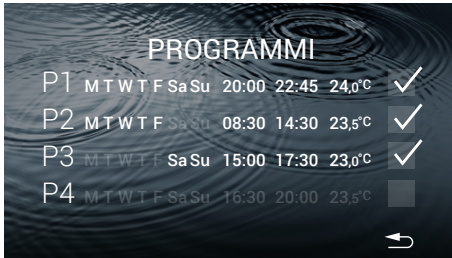 PROGRAMMI
P1 M T W T F Sa Su 20:00 22:45 24,0°C
P2 M T W T F Sa Su 08:30 14:30 23,5°C
P3 M T W T F Sa Su 15:00 17:30 23,0°C
P4 M T W T F Sa Su 16:30 20:00 23,5°C